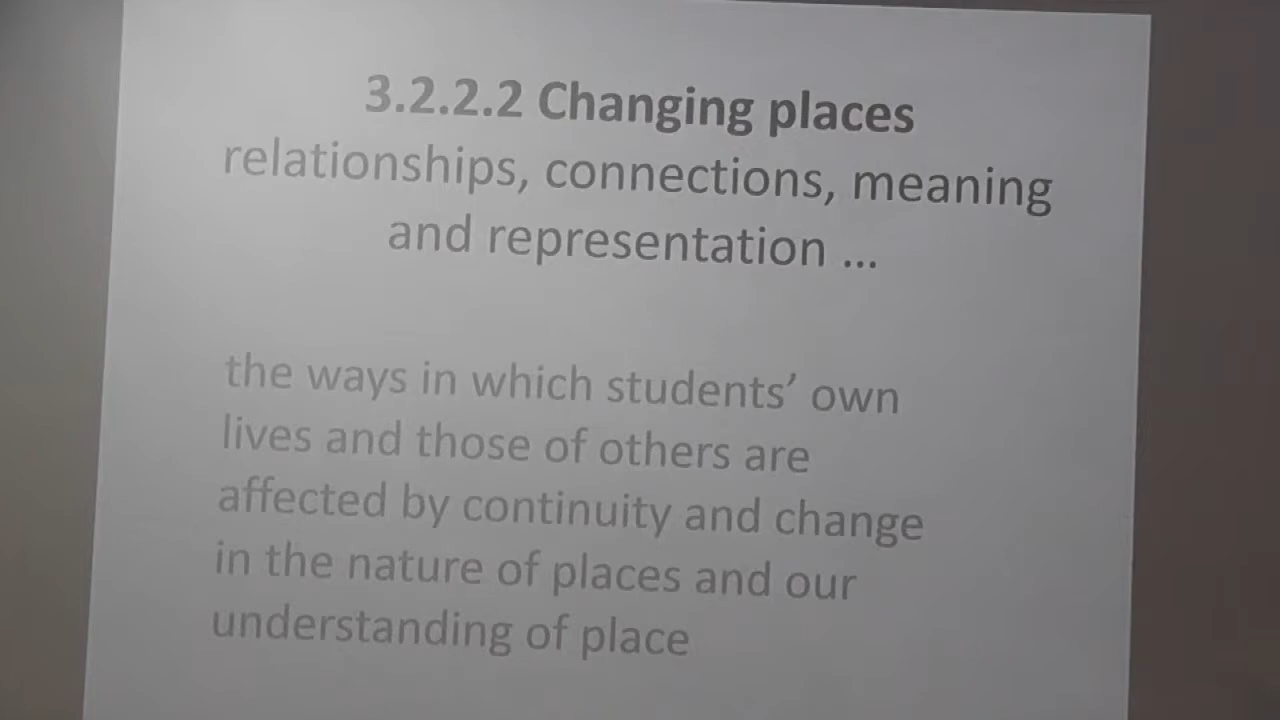 3.2.2.2 Changing places
relationships, connections, meaning
and representation ...
the ways in which students’ own
lives and those of others are
affected by continuity and change
in the nature of places and our
understanding of place